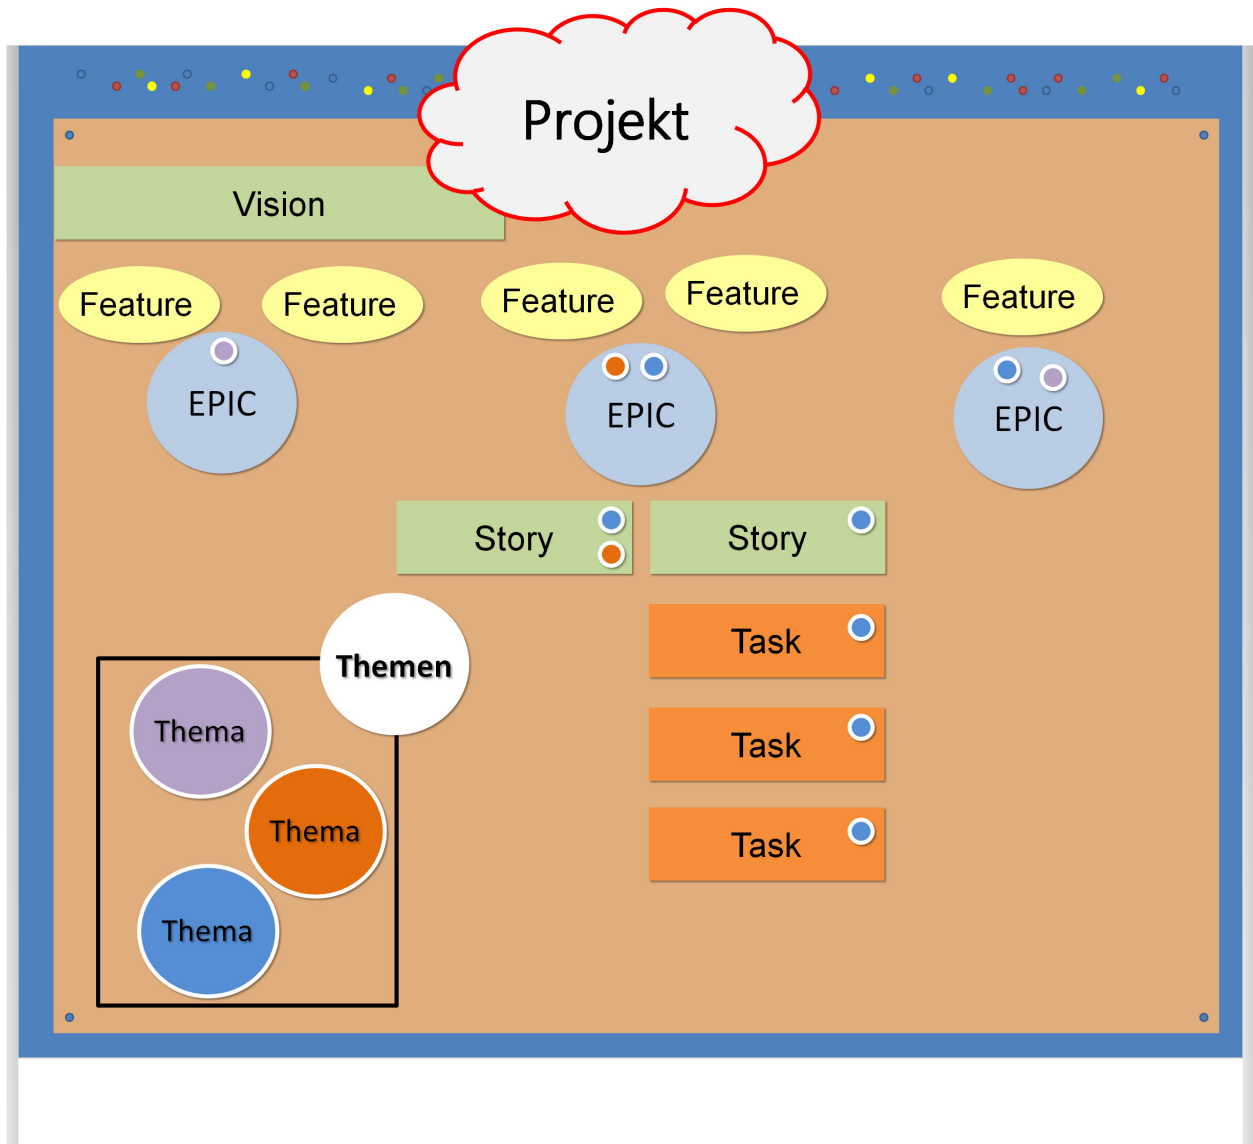 Projekt
Vision
Feature
Feature
Feature
Feature
Feature
EPIC
EPIC
EPIC
Story
Story
Themen
Task
Thema
Task
Thema
Task
Thema